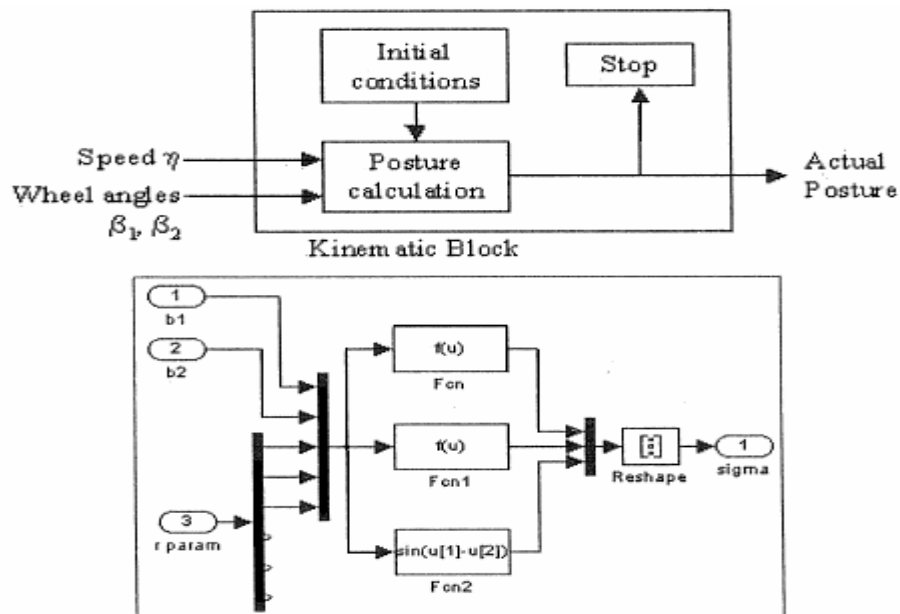 Initial
conditions
Stop
Speed η
Posture
calculation
Actual
Posture
Wheel angles
β1, β2
Kinematic Block
1
b1
2
b2
f(u)
Fcn
f(u)
Fcn1
sin(u[1]-u[2])
Fcn2
[:]
Reshape
1
sigma
3
r param